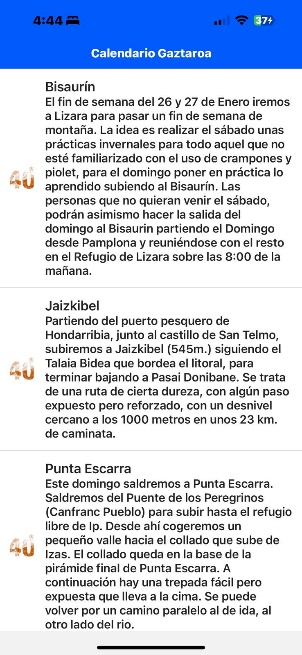 4:44
37
Calendario Gaztaroa
Bisaurín
El fin de semana del 26 y 27 de Enero iremos
a Lizara para pasar un fin de semana de
montaña. La idea es realizar el sábado unas
prácticas invernales para todo aquel que no
esté familiarizado con el uso de crampones y
piolet, para el domingo poner en práctica lo
aprendido subiendo al Bisaurín. Las
personas que no quieran venir el sábado,
podrán asimismo hacer la salida del
domingo al Bisaurin partiendo el Domingo
desde Pamplona y reuniéndose con el resto
en el Refugio de Lizara sobre las 8:00 de la
mañana.
40
Jaizkibel
Partiendo del puerto pesquero de
Hondarribia, junto al castillo de San Telmo,
subiremos a Jaizkibel (545m.) siguiendo el
Talaia Bidea que bordea el litoral, para
terminar bajando a Pasai Donibane. Se trata
de una ruta de cierta dureza, con algún paso
expuesto pero reforzado, con un desnivel
cercano a los 1000 metros en unos 23 km.
de caminata.
40
Punta Escarra
Este domingo saldremos a Punta Escarra.
Saldremos del Puente de los Peregrinos
(Canfranc Pueblo) para subir hasta el refugio
libre de Ip. Desde ahí cogeremos un
pequeño valle hacia el collado que sube de
Izas. El collado queda en la base de la
pirámide final de Punta Escarra. A
continuación hay una trepada fácil pero
expuesta que lleva a la cima. Se puede
volver por un camino paralelo al de ida, al
otro lado del rio.
40